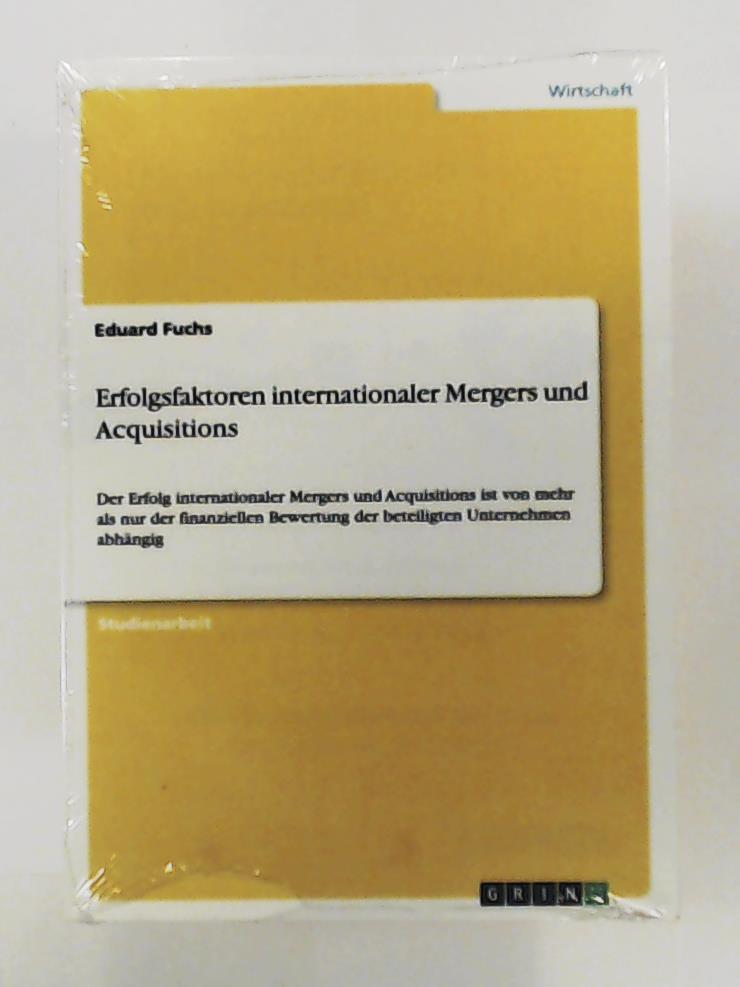 Wirtschaft
Eduard Fuchs
Erfolgsfaktoren internationaler Mergers und
Acquisitions
Der Erfolg internationaler Mergers und Acquisitions ist von mehr
als nur der finanziellen Bewertung der beteiligten Unternehmen
abhängig
Studienarbeit
GRIN